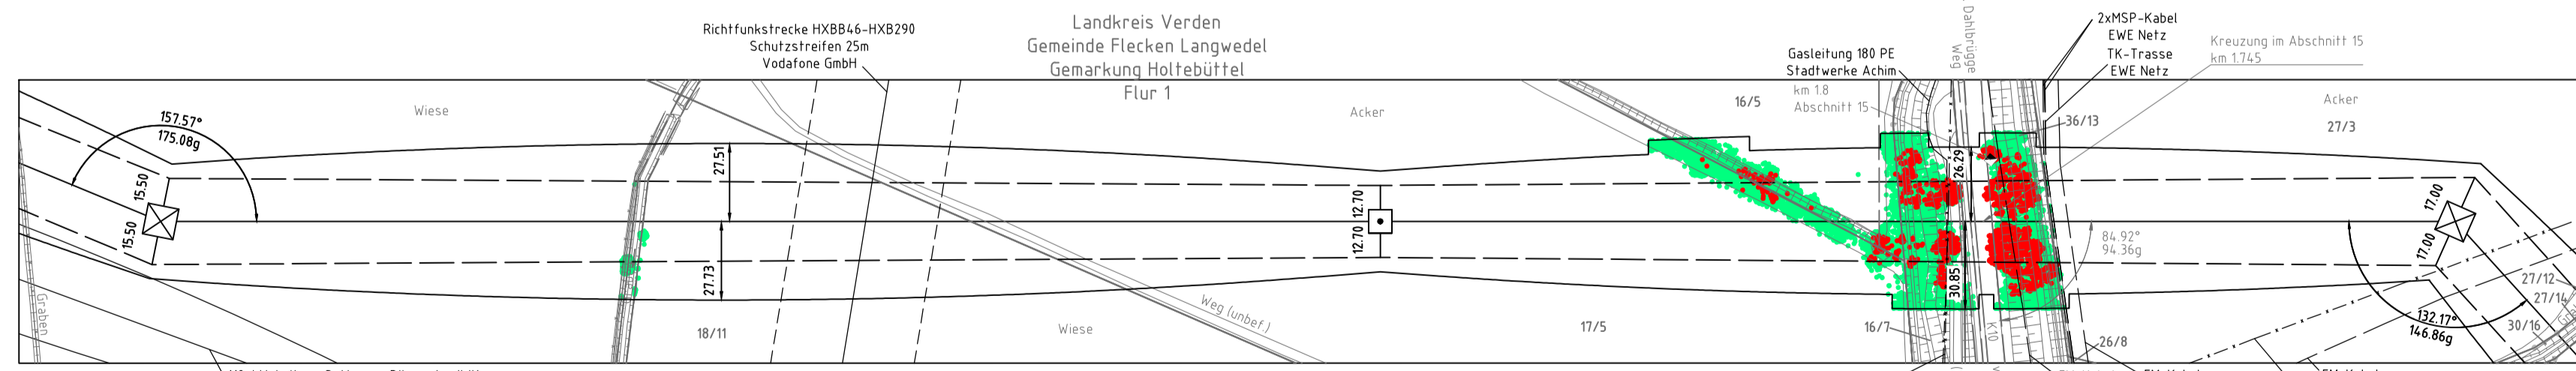 Richtfunkstrecke HXBB46-HXB290
Schutzstreifen 25m
Vodafone GmbH
Landkreis Verden
Gemeinde Flecken Langwedel
Gemarkung Holtebüttel
Flur 1
Gasleitung 180 PE
Stadtwerke Achim
km 1.8
Abschnitt 15
Dahlbrügge
Weg
2xMSP-Kabel
EWE Netz
TK-Trasse
EWE Netz
Kreuzung im Abschnitt 15
km 1.745
157.57°
175.08g
Wiese
Acker
16/5
36/13
Acker
27/3
15.50
15.50
27.51
27.73
12.70 12.70
26.29
30.85
84.92°
94.36g
17.00
17.00
132.17°
146.86g
27/12
27/14
30/16
Graben
18/11
Wiese
Weg (unbef.)
17/5
16/7
K10
26/8